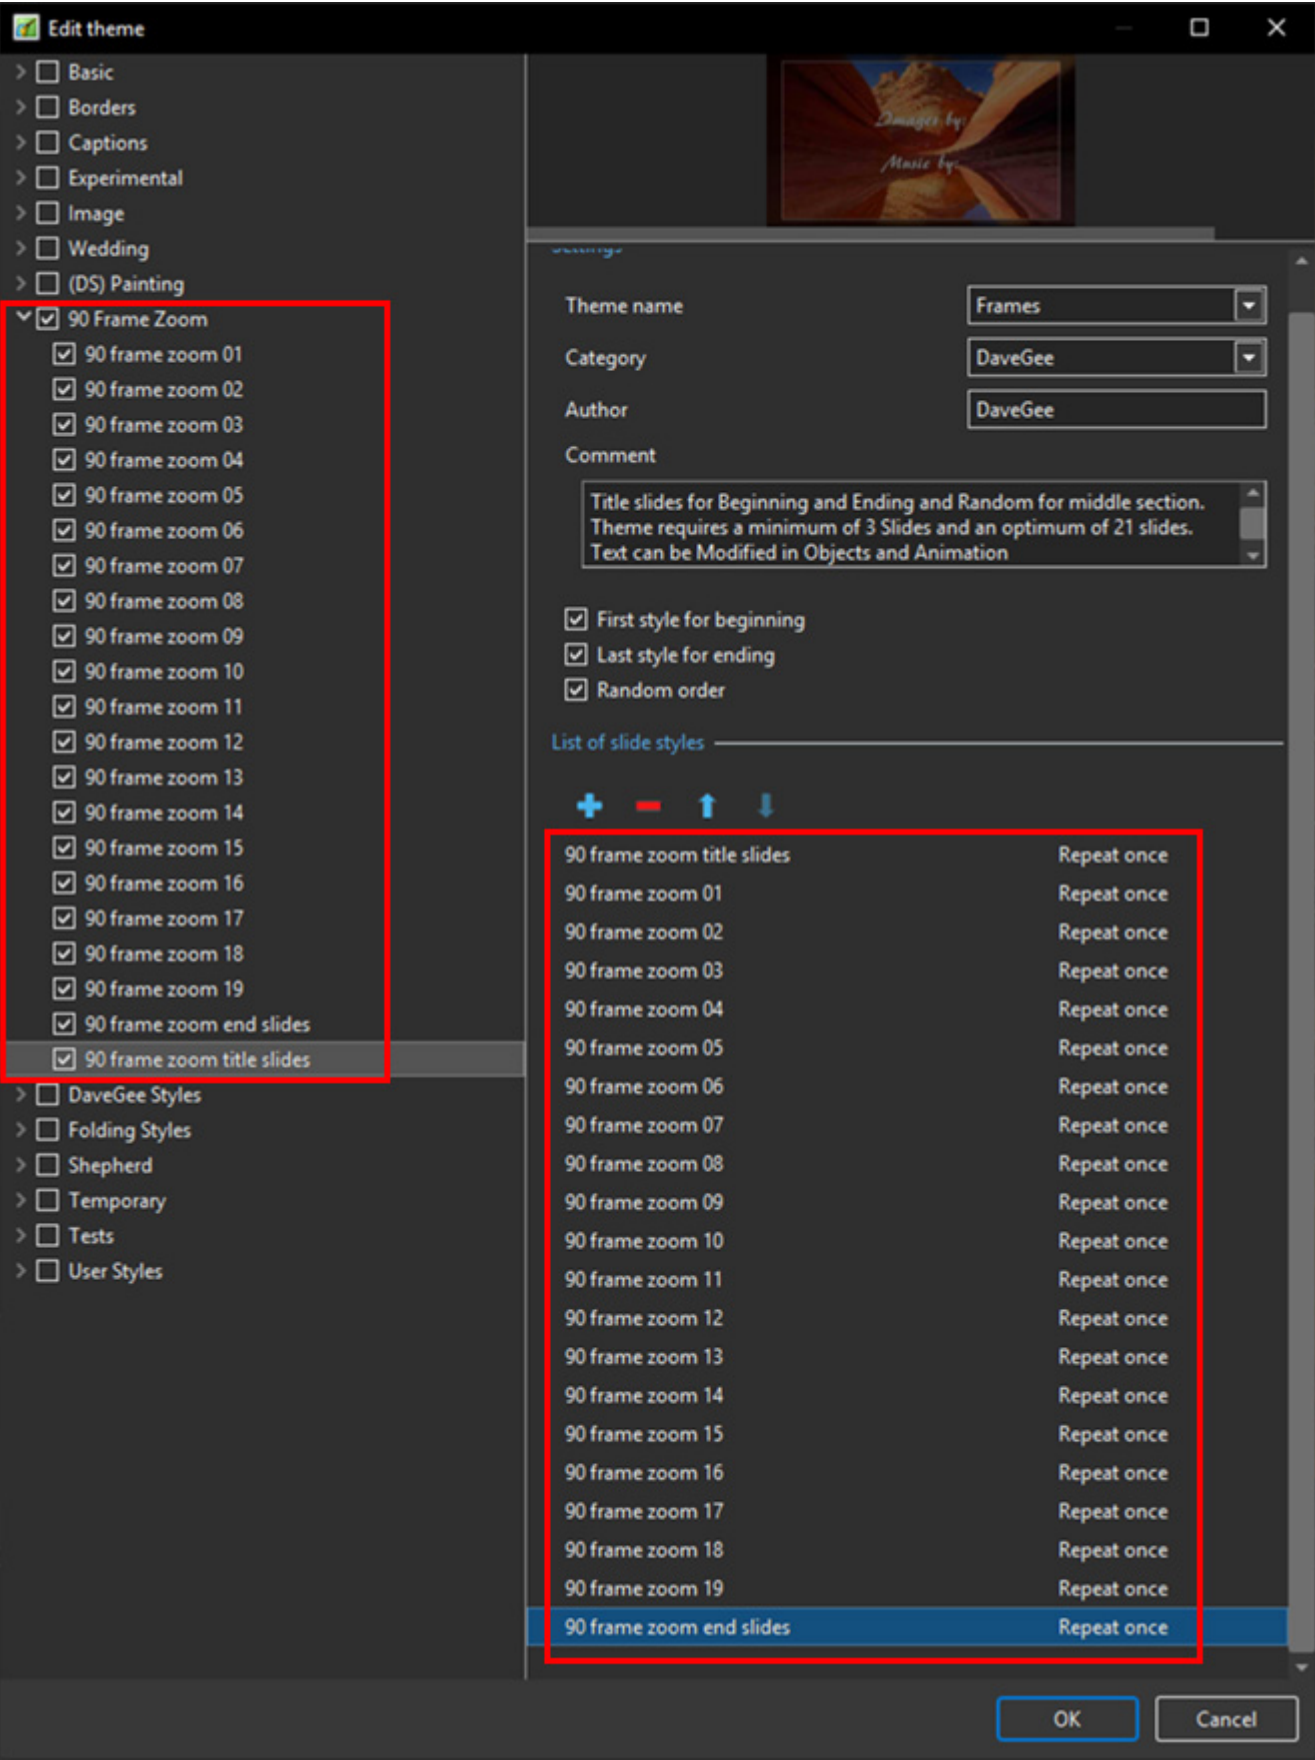 Edit theme
Basic
Borders
Captions
Experimental
Image
Wedding
(DS) Painting
90 Frame Zoom
90 frame zoom 01
90 frame zoom 02
90 frame zoom 03
90 frame zoom 04
90 frame zoom 05
90 frame zoom 06
90 frame zoom 07
90 frame zoom 08
90 frame zoom 09
90 frame zoom 10
90 frame zoom 11
90 frame zoom 12
90 frame zoom 13
90 frame zoom 14
90 frame zoom 15
90 frame zoom 16
90 frame zoom 17
90 frame zoom 18
90 frame zoom 19
90 frame zoom end slides
90 frame zoom title slides
DaveGee Styles
Folding Styles
Shepherd
Temporary
Tests
User Styles
Images by:
Music by:
Settings
Theme name Frames
Category DaveGee
Author DaveGee
Comment
Title slides for Beginning and Ending and Random for middle section.
Theme requires a minimum of 3 Slides and an optimum of 21 slides.
Text can be Modified in Objects and Animation
First style for beginning
Last style for ending
Random order
List of slide styles
90 frame zoom title slides Repeat once
90 frame zoom 01 Repeat once
90 frame zoom 02 Repeat once
90 frame zoom 03 Repeat once
90 frame zoom 04 Repeat once
90 frame zoom 05 Repeat once
90 frame zoom 06 Repeat once
90 frame zoom 07 Repeat once
90 frame zoom 08 Repeat once
90 frame zoom 09 Repeat once
90 frame zoom 10 Repeat once
90 frame zoom 11 Repeat once
90 frame zoom 12 Repeat once
90 frame zoom 13 Repeat once
90 frame zoom 14 Repeat once
90 frame zoom 15 Repeat once
90 frame zoom 16 Repeat once
90 frame zoom 17 Repeat once
90 frame zoom 18 Repeat once
90 frame zoom 19 Repeat once
90 frame zoom end slides Repeat once
OK Cancel